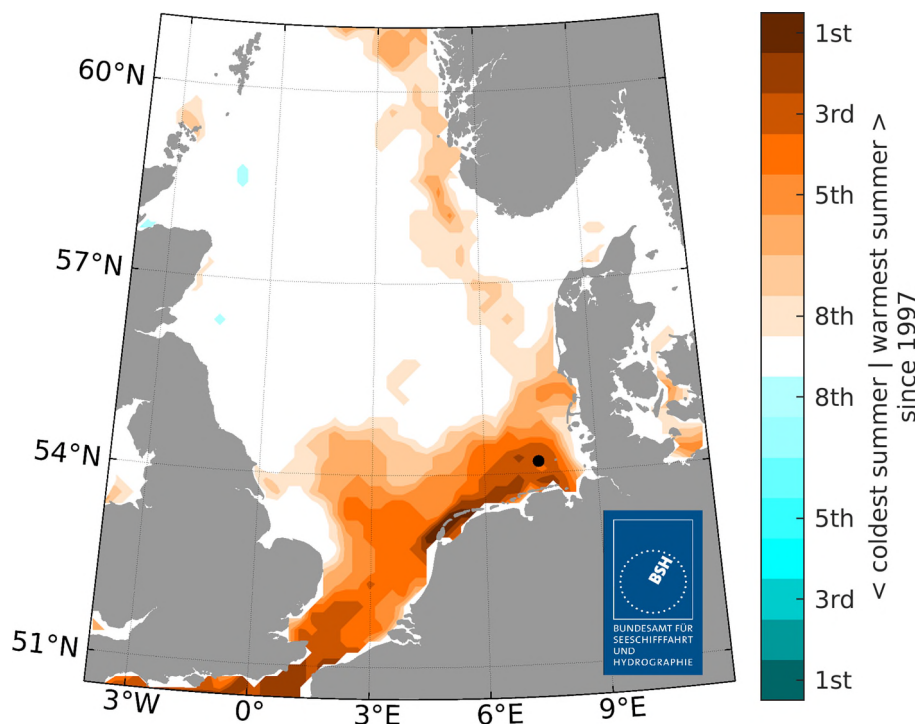 60°N
57°N
54°N
51°N
3°W
0°
3°E
6°E
9°E
BSH
BUNDESAMT FÜR
SEESCHIFFFAHRT
UND
HYDROGRAPHIE
1st
3rd
5th
8th
8th
5th
3rd
1st
< coldest summer | warmest summer >
since 1997